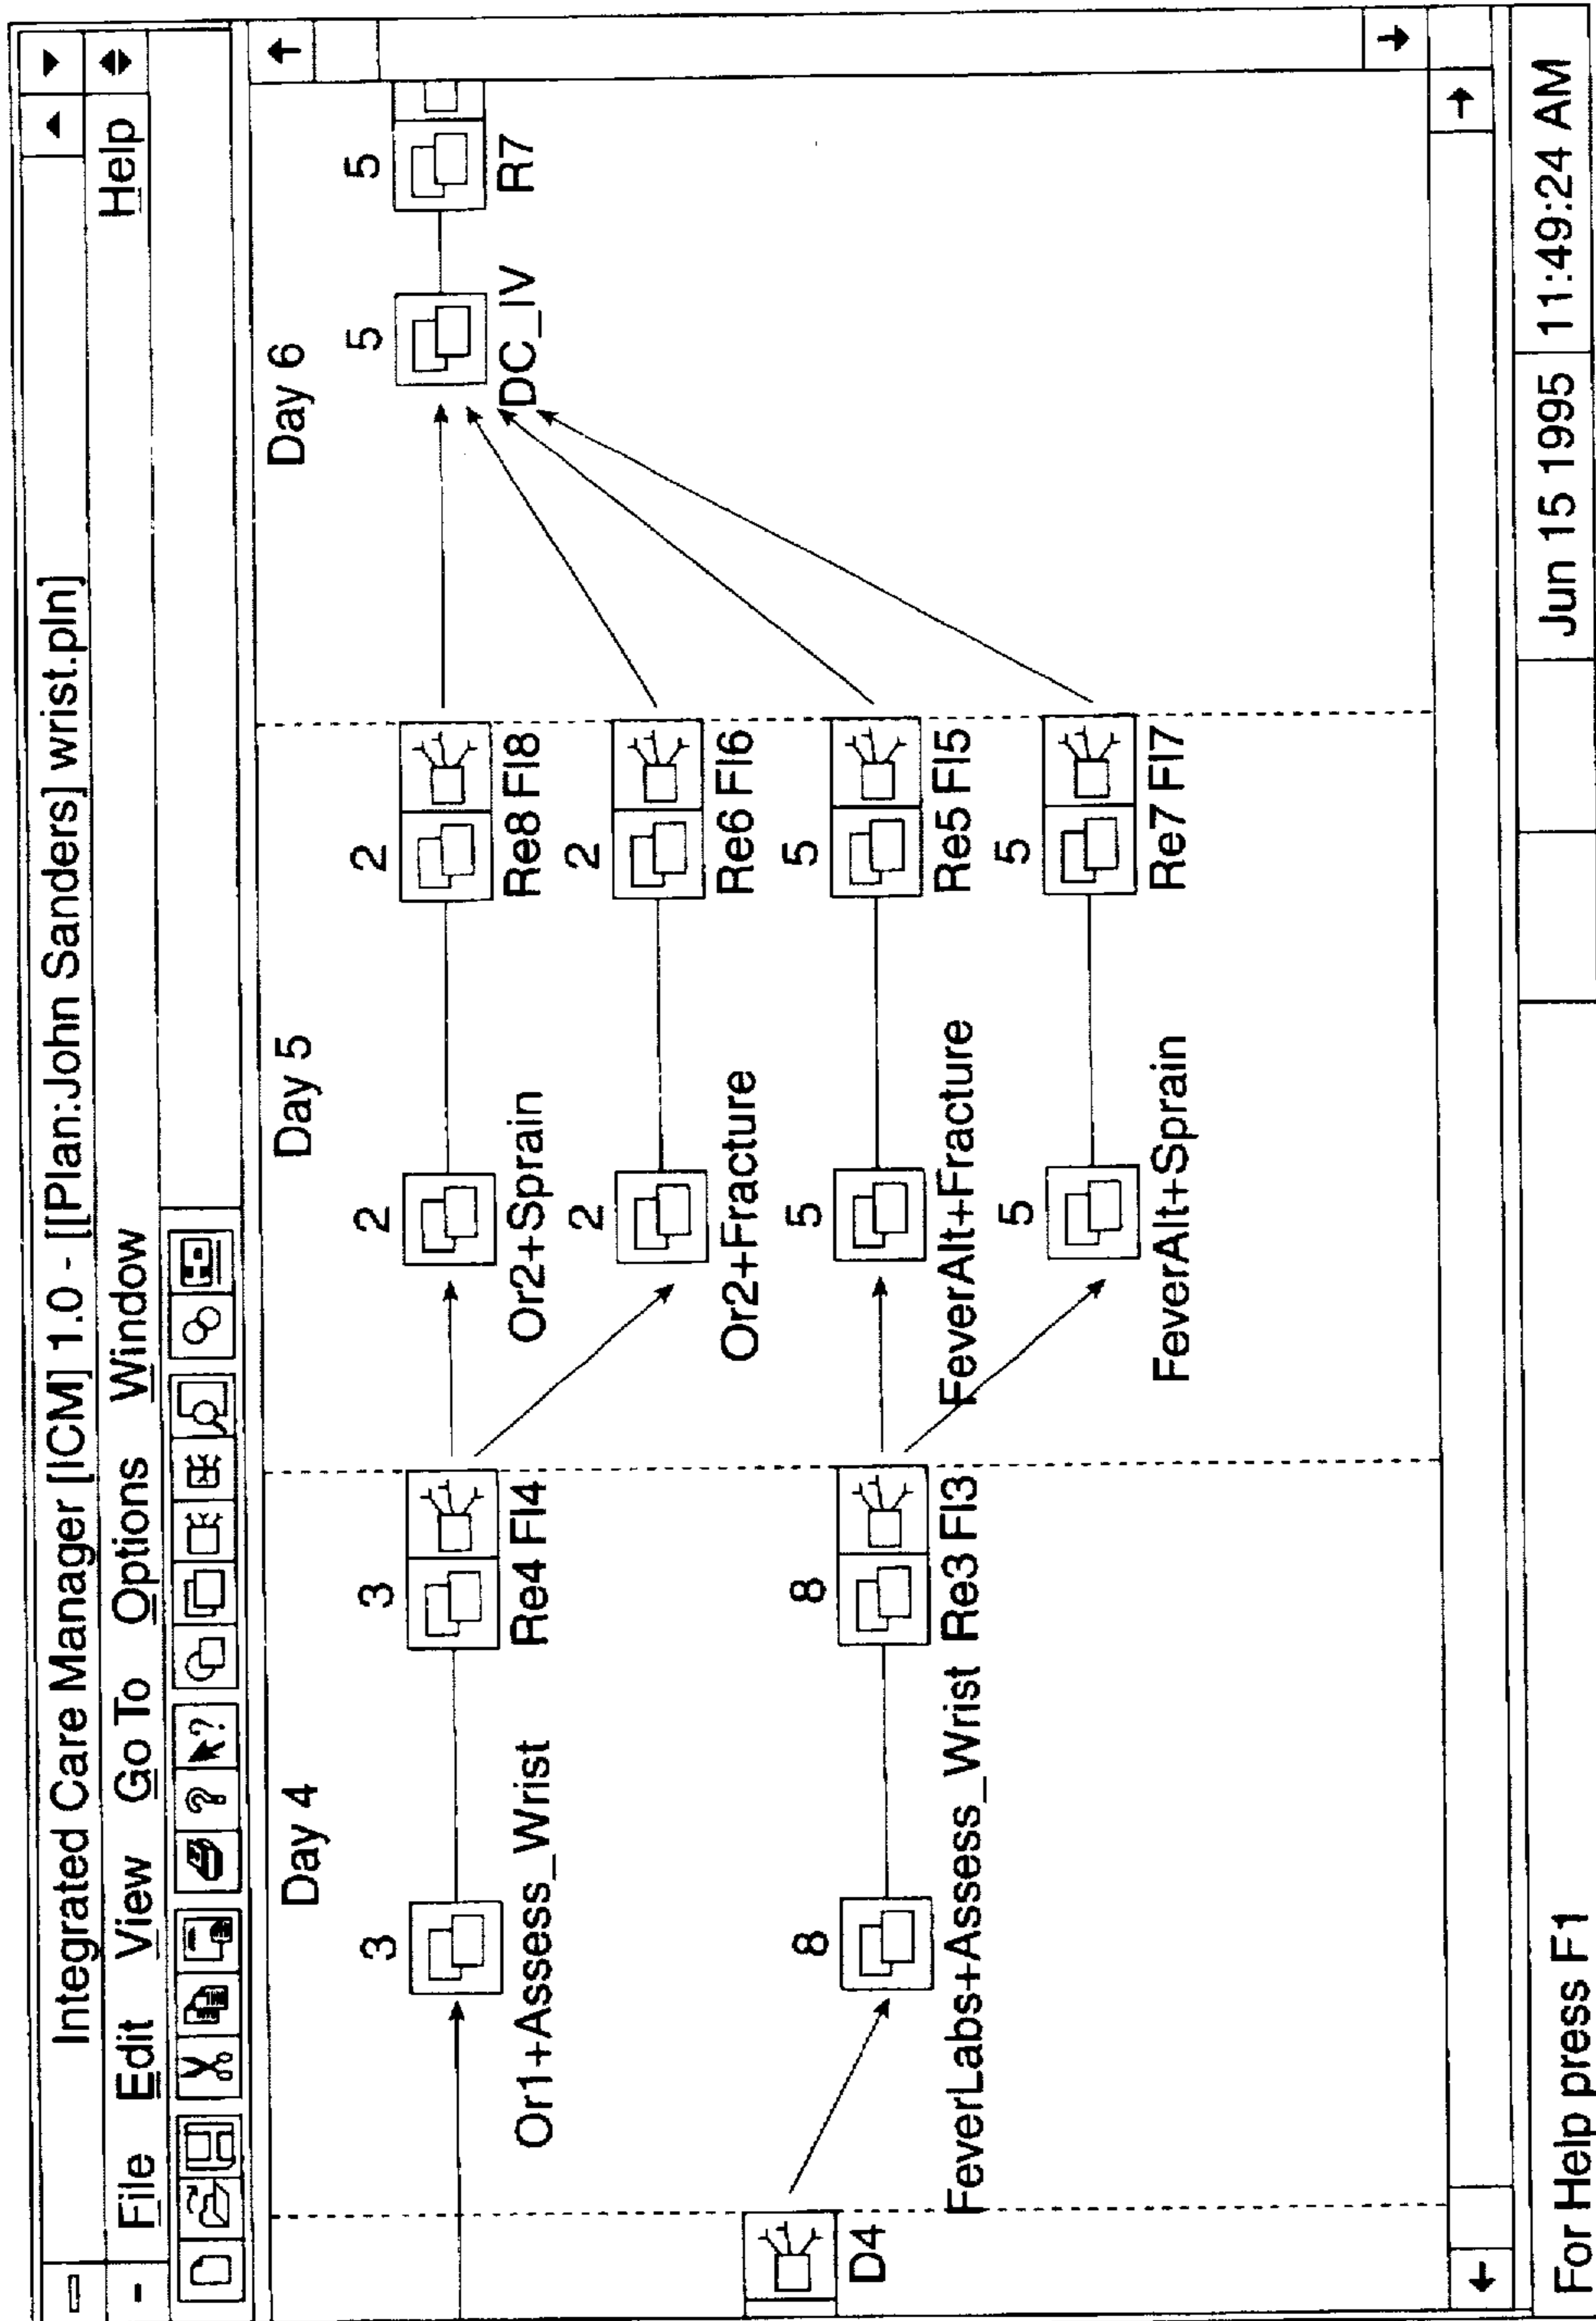 Integrated Care Manager [ICM] 1.0 - [[Plan:John Sanders] wrist.pln]
- File Edit View Go To Options Window Help
? ?
Day 4 Day 5 Day 6
3 3 2 2 5 5
Or1+Assess_Wrist Re4 Fl4 Or2+Sprain Re8 Fl8 DC_IV R7
2 2
Or2+Fracture Re6 Fl6
D4
8 8 5 5
FeverLabs+Assess_Wrist Re3 Fl3 FeverAlt+Fracture Re5 Fl5
5 5
FeverAlt+Sprain Re7 Fl7
For Help press F1 Jun 15 1995 11:49:24 AM